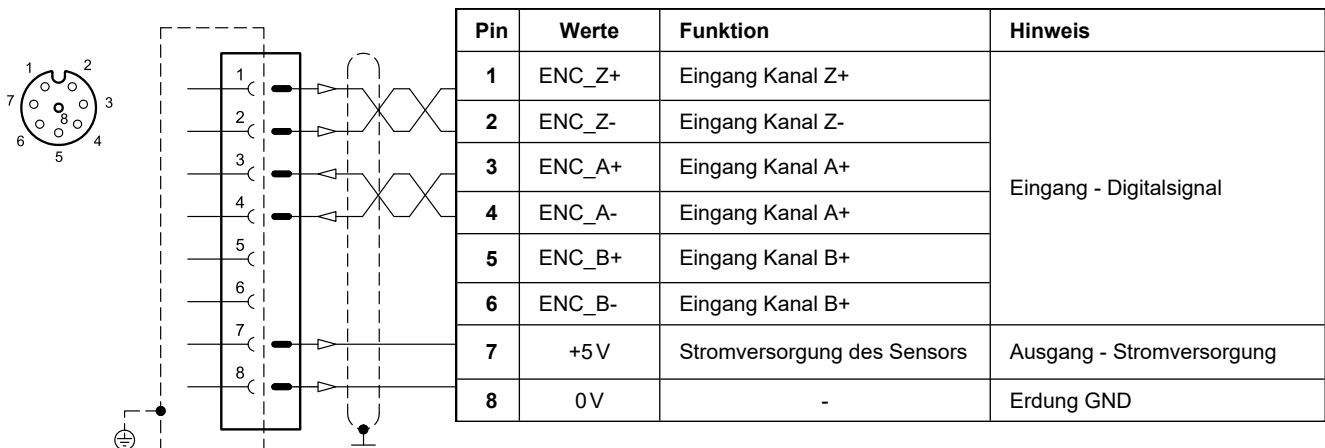 1 2
7 3
8
6 4
5
1
2
3
4
5
6
7
8
Pin Werte Funktion Hinweis
1 ENC_Z+ Eingang Kanal Z+
2 ENC_Z- Eingang Kanal Z-
3 ENC_A+ Eingang Kanal A+
Eingang - Digitalsignal
4 ENC_A- Eingang Kanal A+
5 ENC_B+ Eingang Kanal B+
6 ENC_B- Eingang Kanal B+
7 +5V Stromversorgung des Sensors Ausgang - Stromversorgung
8 0V - Erdung GND